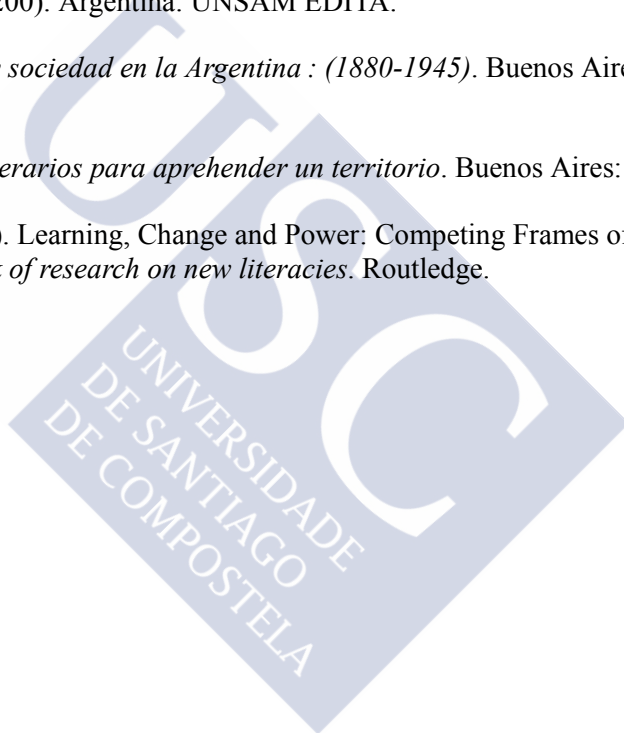 200). Argentina: UNSAM EDITA.
sociedad en la Argentina : (1880-1945). Buenos Aire
erarios para aprehender un territorio. Buenos Aires:
). Learning, Change and Power: Competing Frames of
of research on new literacies. Routledge.
USC
UNIVERSIDADE
DE SANTIAGO
DE COMPOSTELA